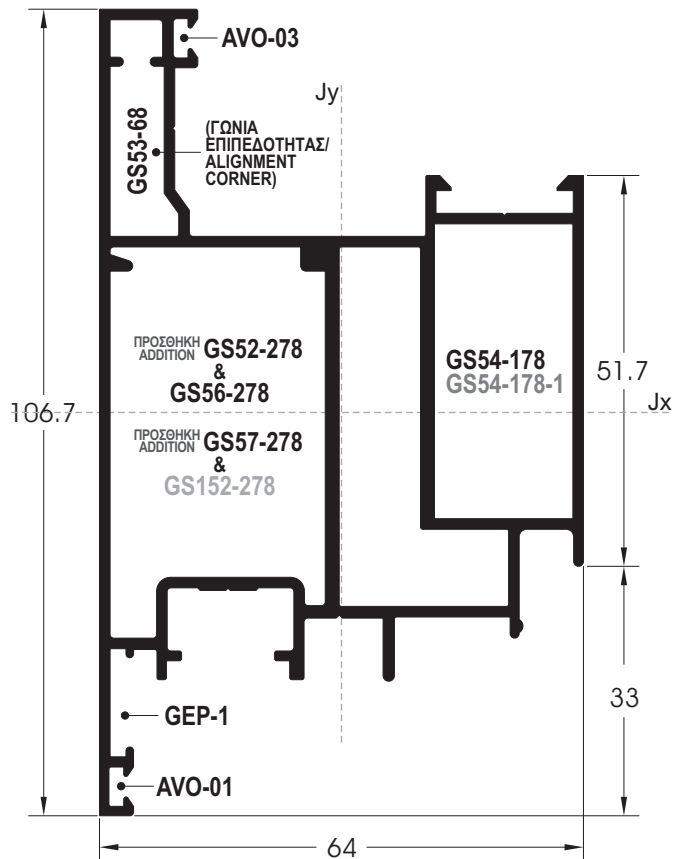 AVO-03
Jy
GS53-68
(ΓΩΝΙΑ
ΕΠΙΠΕΔΟΤΗΤΑΣ/
ALIGNMENT
CORNER)
ΠΡΟΣΘΗΚΗ
ADDITION GS52-278
&
GS56-278
ΠΡΟΣΘΗΚΗ
ADDITION GS57-278
&
GS152-278
GS54-178
GS54-178-1
51.7
106.7
Jx
33
GEP-1
AVO-01
64